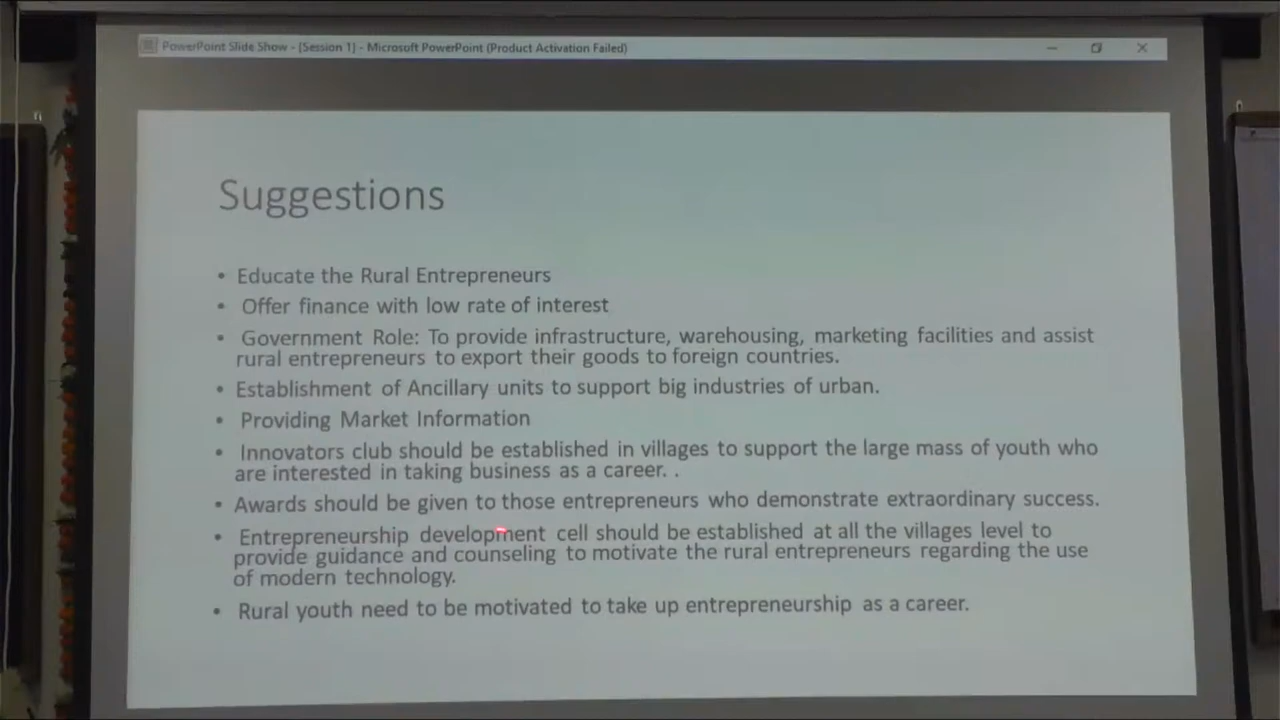 PowerPoint Slide Show - [Session 1] - Microsoft PowerPoint (Product Activation Failed)
Suggestions
• Educate the Rural Entrepreneurs
• Offer finance with low rate of interest
• Government Role: To provide infrastructure, warehousing, marketing facilities and assist
rural entrepreneurs to export their goods to foreign countries.
• Establishment of Ancillary units to support big industries of urban.
• Providing Market Information
• Innovators club should be established in villages to support the large mass of youth who
are interested in taking business as a career. .
• Awards should be given to those entrepreneurs who demonstrate extraordinary success.
• Entrepreneurship development cell should be established at all the villages level to
provide guidance and counseling to motivate the rural entrepreneurs regarding the use
of modern technology.
• Rural youth need to be motivated to take up entrepreneurship as a career.